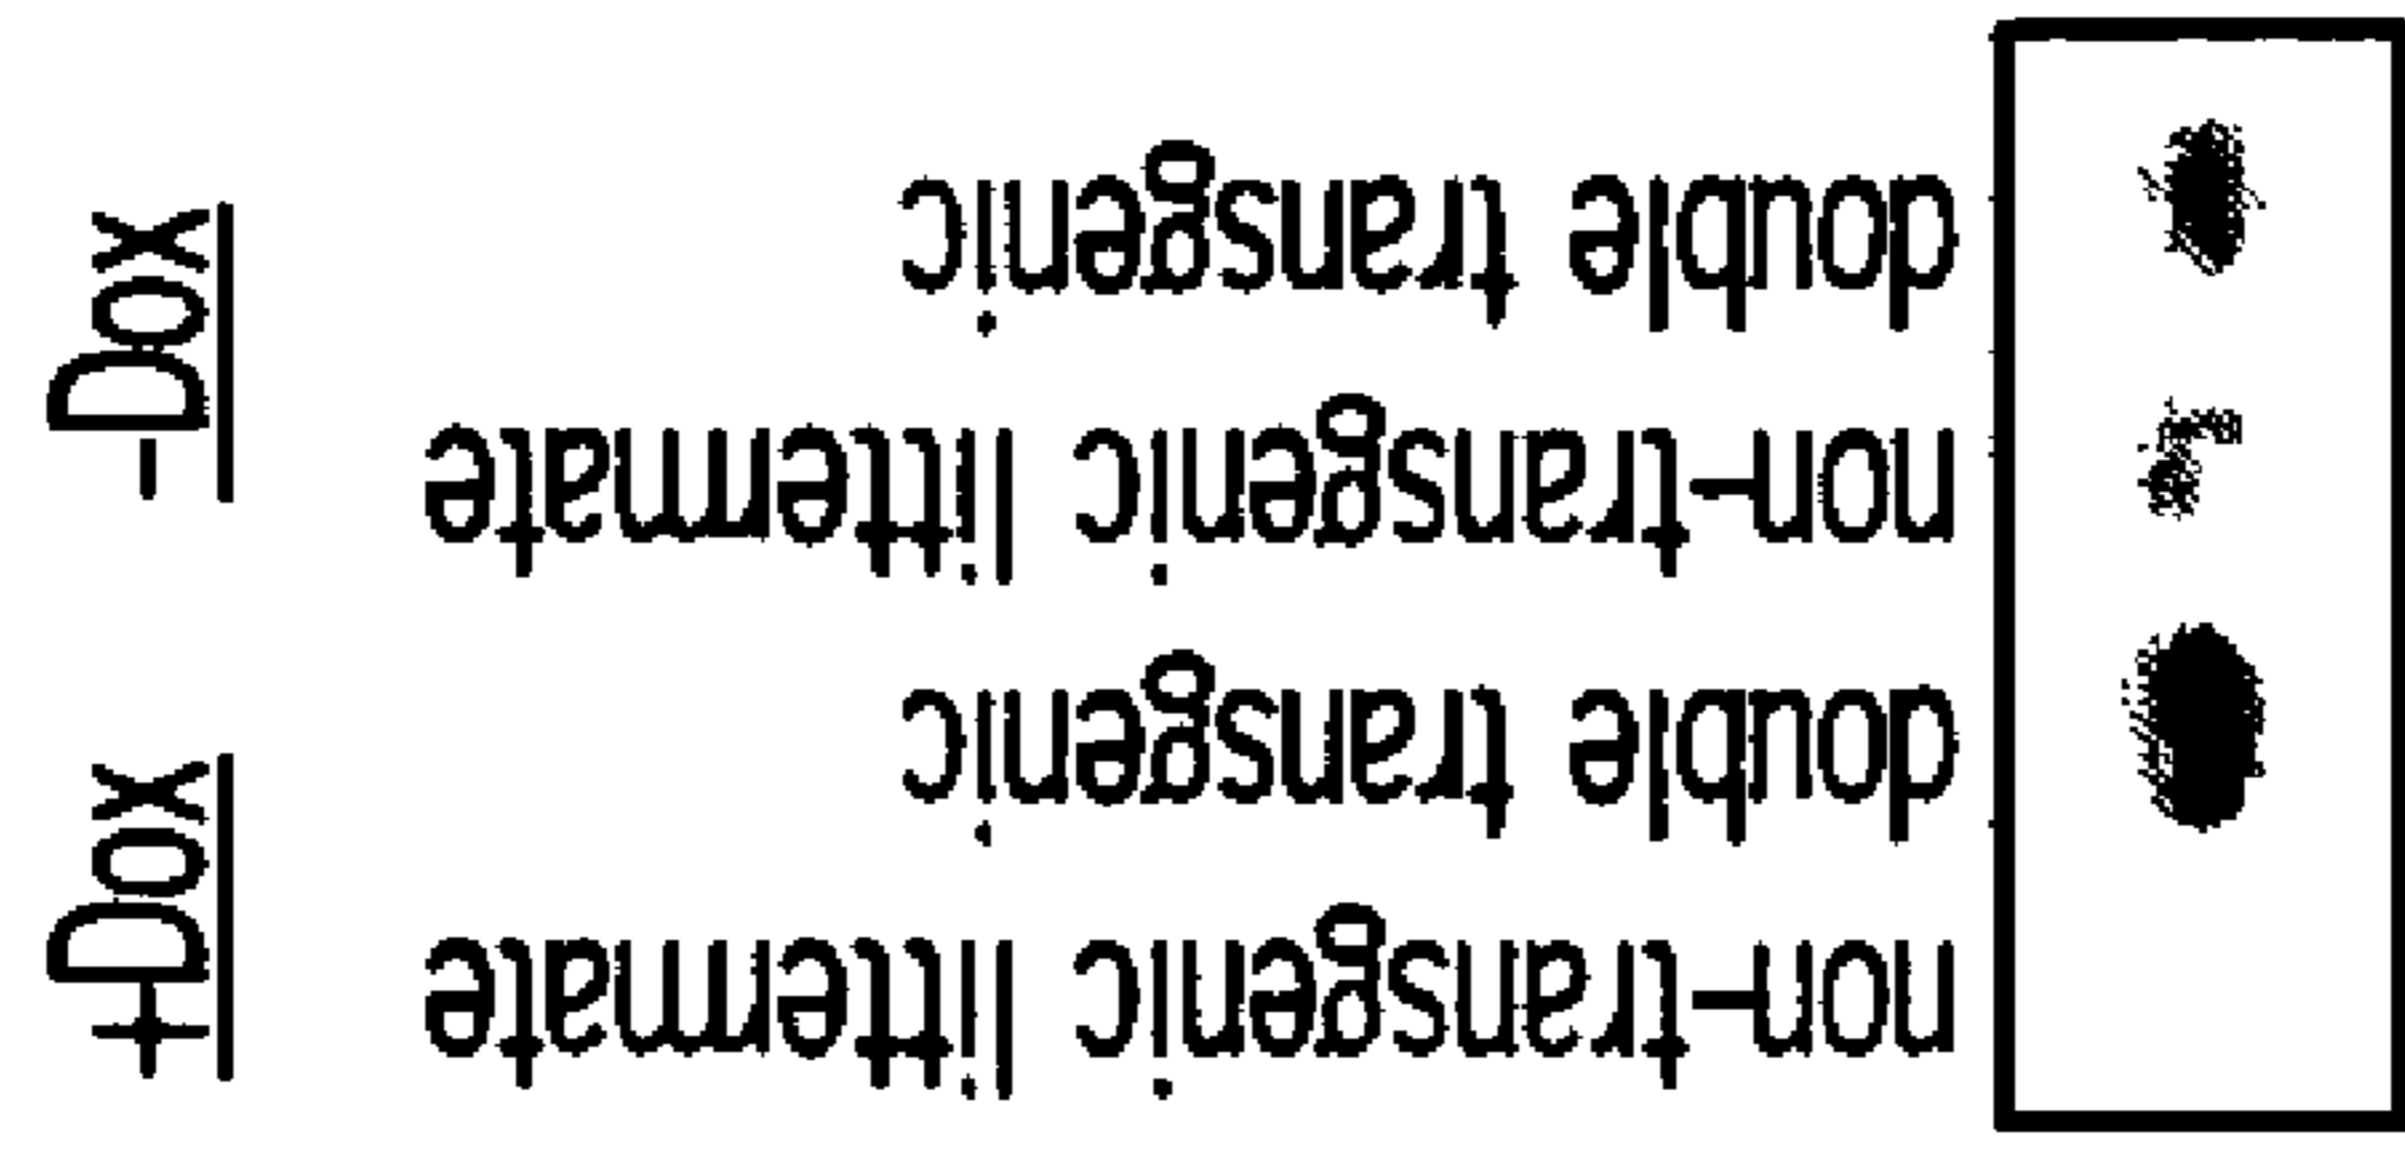 +Dox
-Dox
non-transgenic littermate
double transgenic
non-transgenic littermate
double transgenic